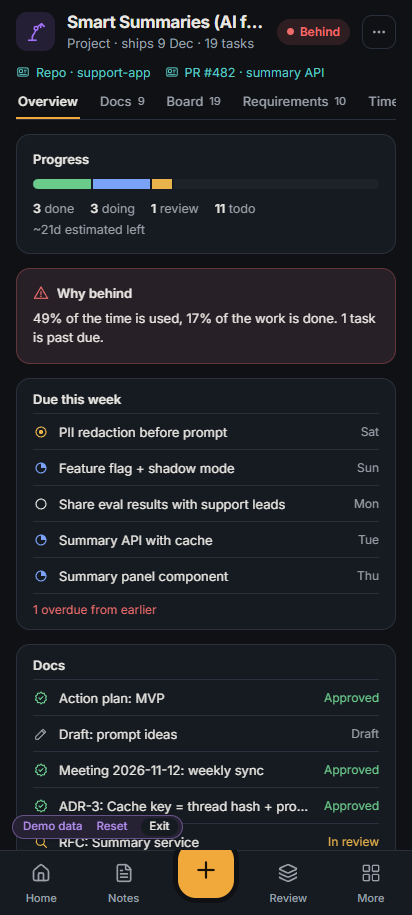 Smart Summaries (AI f...
Project · ships 9 Dec · 19 tasks
Behind
Repo · support-app
PR #482 · summary API
Overview
Docs 9
Board 19
Requirements 10
Time
Progress
3 done 3 doing 1 review 11 todo
~21d estimated left
Why behind
49% of the time is used, 17% of the work is done. 1 task
is past due.
Due this week
PII redaction before prompt Sat
Feature flag + shadow mode Sun
Share eval results with support leads Mon
Summary API with cache Tue
Summary panel component Thu
1 overdue from earlier
Docs
Action plan: MVP Approved
Draft: prompt ideas Draft
Meeting 2026-11-12: weekly sync Approved
ADR-3: Cache key = thread hash + pro... Approved
Demo data Reset Exit
RFC: Summary service In review
Home
Notes
Review
More